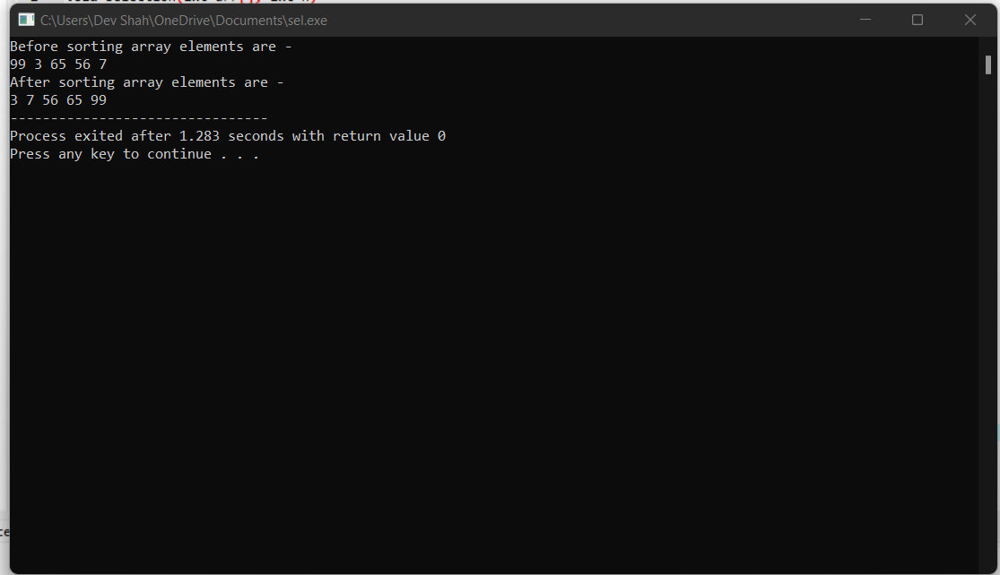 C:\Users\Dev Shah\OneDrive\Documents\sel.exe
Before sorting array elements are -
99 3 65 56 7
After sorting array elements are -
3 7 56 65 99
--------------------------------
Process exited after 1.283 seconds with return value 0
Press any key to continue . . .